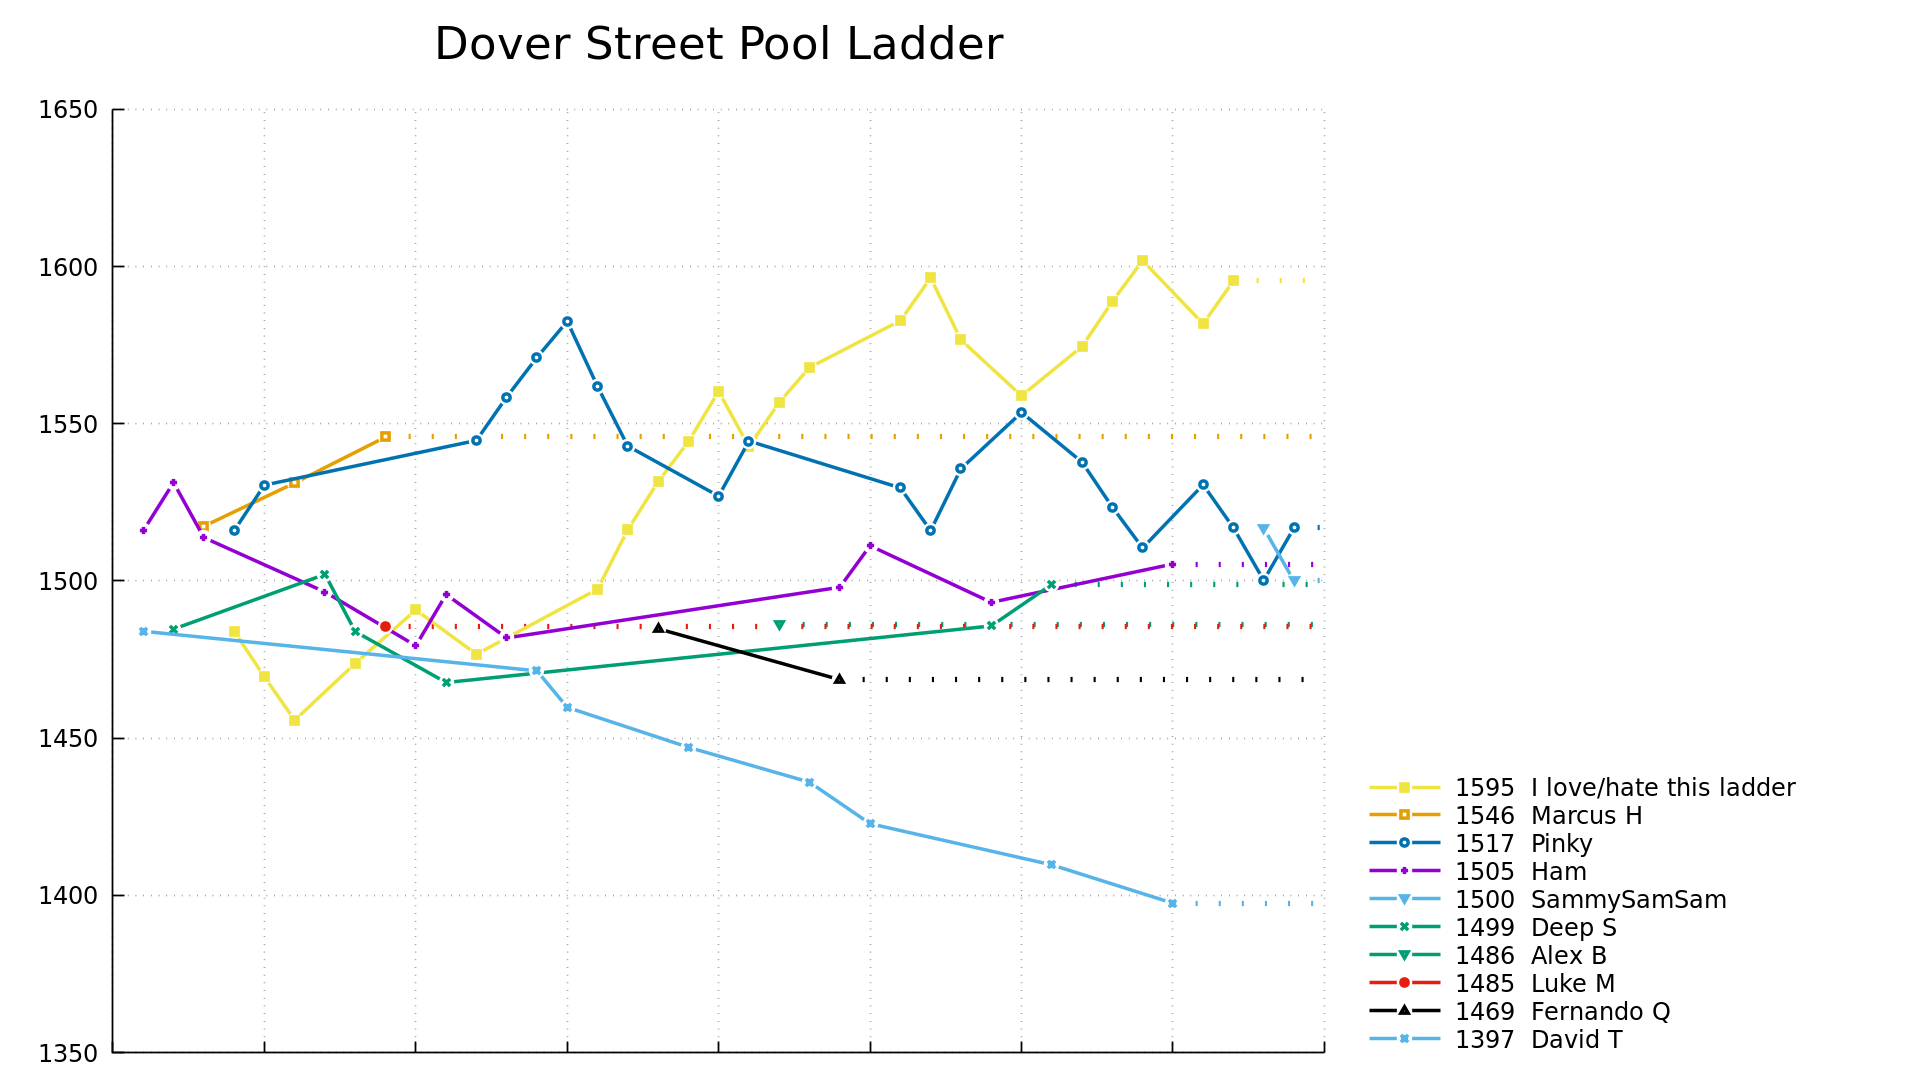 Dover Street Pool Ladder
1650
1600
1550
1500
1450
1400
1350
1595 I love/hate this ladder
1546 Marcus H
1517 Pinky
1505 Ham
1500 SammySamSam
1499 Deep S
1486 Alex B
1485 Luke M
1469 Fernando Q
1397 David T